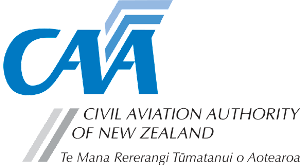 CAA
CIVIL AVIATION AUTHORITY
OF NEW ZEALAND
Te Mana Rererangi Tūmatanui o Aotearoa